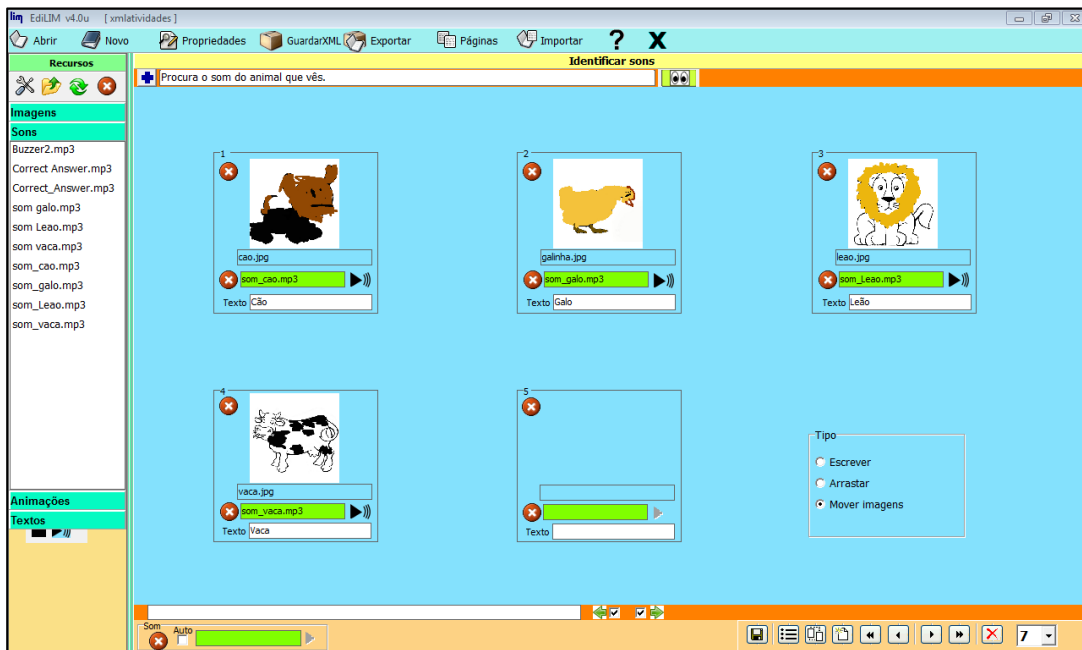 lim EdiLIM v4.0u [ xmlatividades ]
Abrir Novo Propriedades GuardarXML Exportar Páginas Importar ? X
Recursos
Identificar sons
Procura o som do animal que vês.
Imagens
Sons
Buzzer2.mp3
Correct Answer.mp3
Correct_Answer.mp3
som galo.mp3
som Leao.mp3
som vaca.mp3
som_cao.mp3
som_galo.mp3
som_Leao.mp3
som_vaca.mp3
Animações
Textos
1
cao.jpg
som_cao.mp3
Texto Cão
2
galinha.jpg
som_galo.mp3
Texto Galo
3
leao.jpg
som_Leao.mp3
Texto Leão
4
vaca.jpg
som_vaca.mp3
Texto Vaca
5
Texto
Tipo
Escrever
Arrastar
Mover imagens
Som
Auto
7